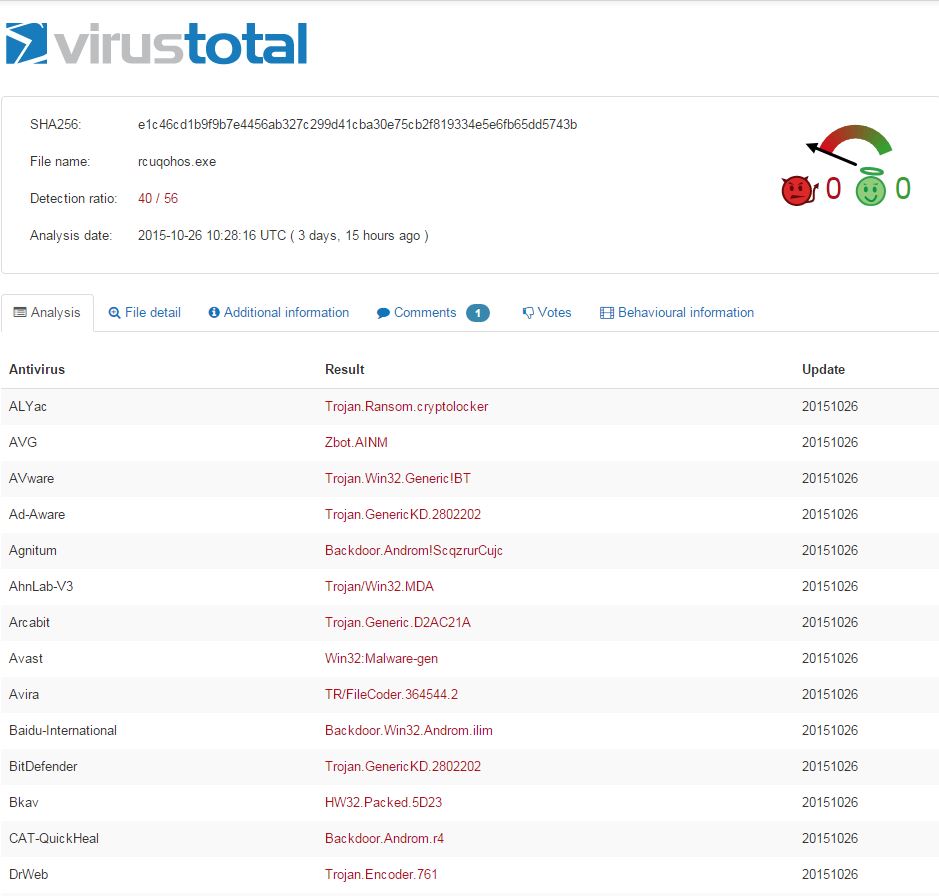 virustotal
SHA256: e1c46cd1b9f9b7e4456ab327c299d41cba30e75cb2f819334e5e6fb65dd5743b
File name: rcuqohos.exe
Detection ratio: 40 / 56
Analysis date: 2015-10-26 10:28:16 UTC ( 3 days, 15 hours ago )
0 0
Analysis File detail Additional information Comments 1 Votes Behavioural information
Antivirus Result Update
ALYac Trojan.Ransom.cryptolocker 20151026
AVG Zbot.AINM 20151026
AVware Trojan.Win32.Generic!BT 20151026
Ad-Aware Trojan.GenericKD.2802202 20151026
Agnitum Backdoor.Androm!ScqzrurCujc 20151026
AhnLab-V3 Trojan/Win32.MDA 20151026
Arcabit Trojan.Generic.D2AC21A 20151026
Avast Win32:Malware-gen 20151026
Avira TR/FileCoder.364544.2 20151026
Baidu-International Backdoor.Win32.Androm.ilim 20151026
BitDefender Trojan.GenericKD.2802202 20151026
Bkav HW32.Packed.5D23 20151026
CAT-QuickHeal Backdoor.Androm.r4 20151026
DrWeb Trojan.Encoder.761 20151026